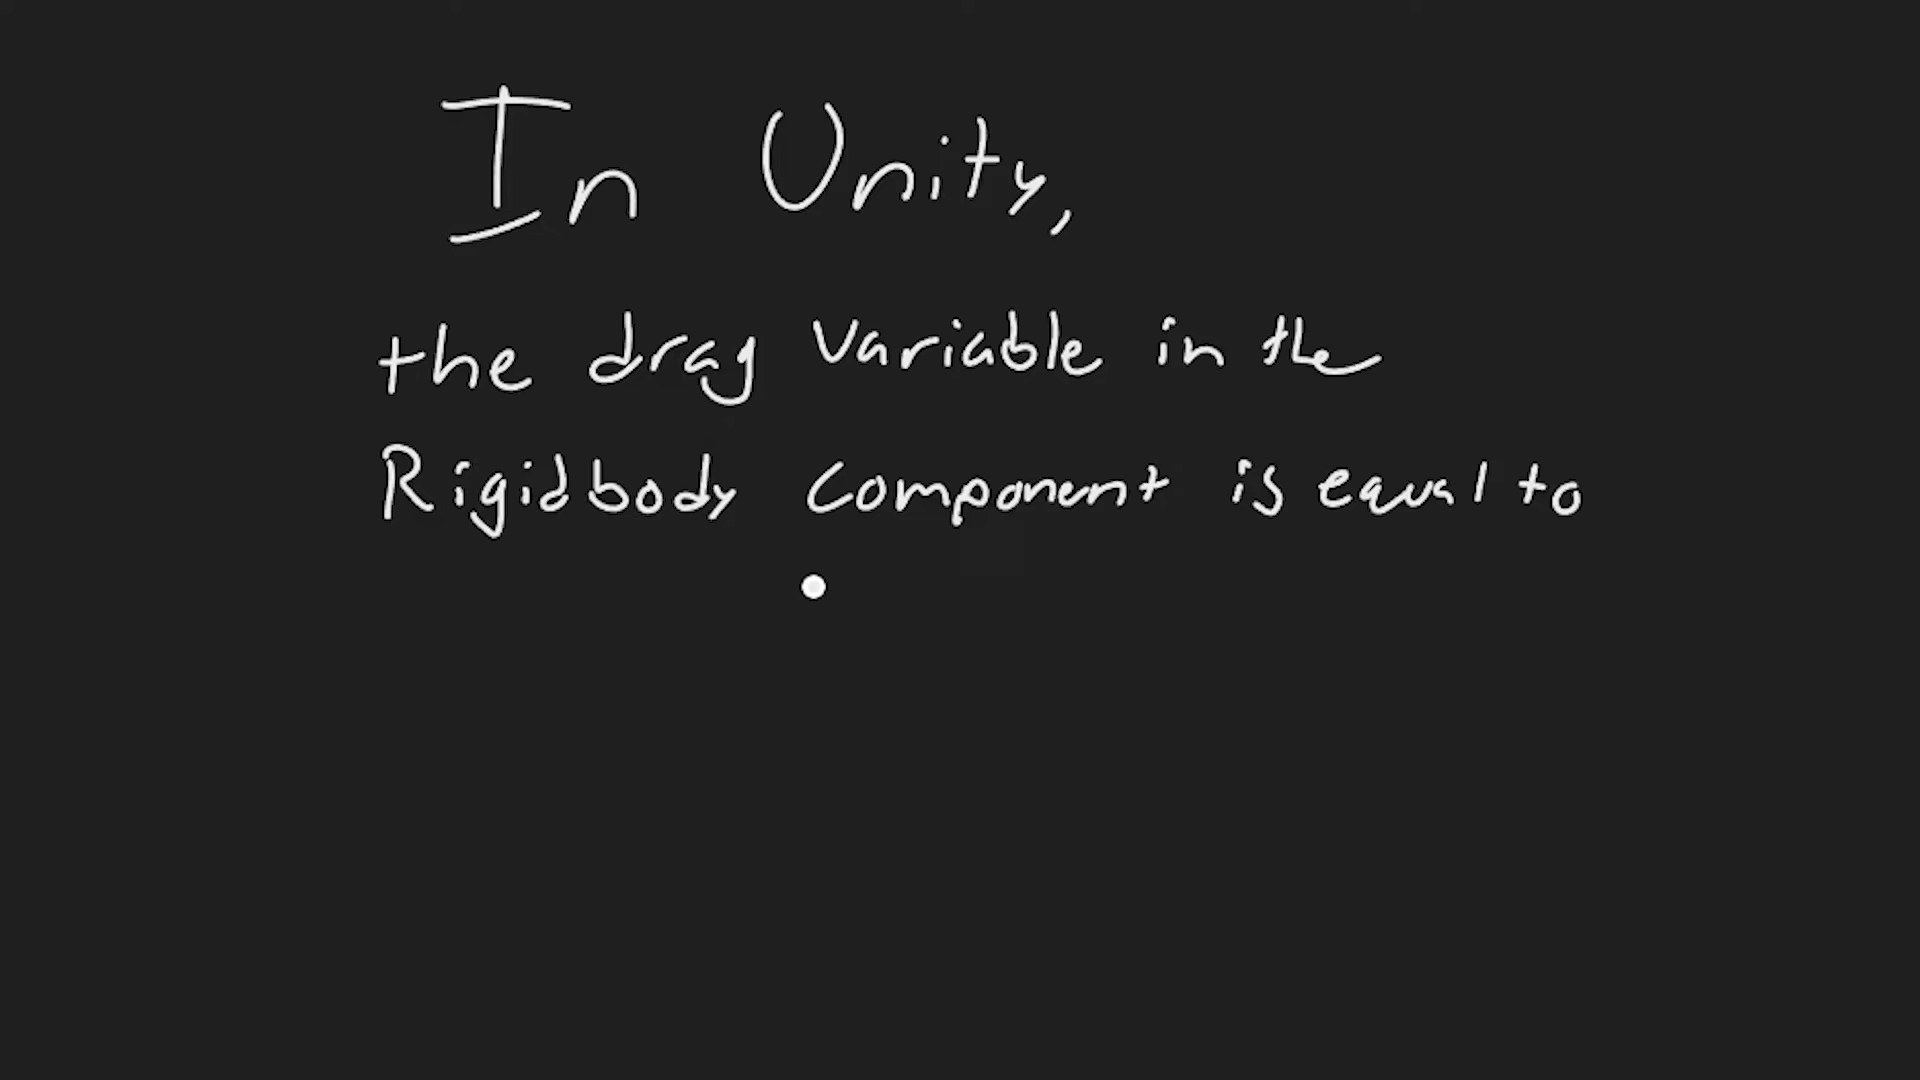 In Unity,
the drag variable in the
Rigidbody component is equal to